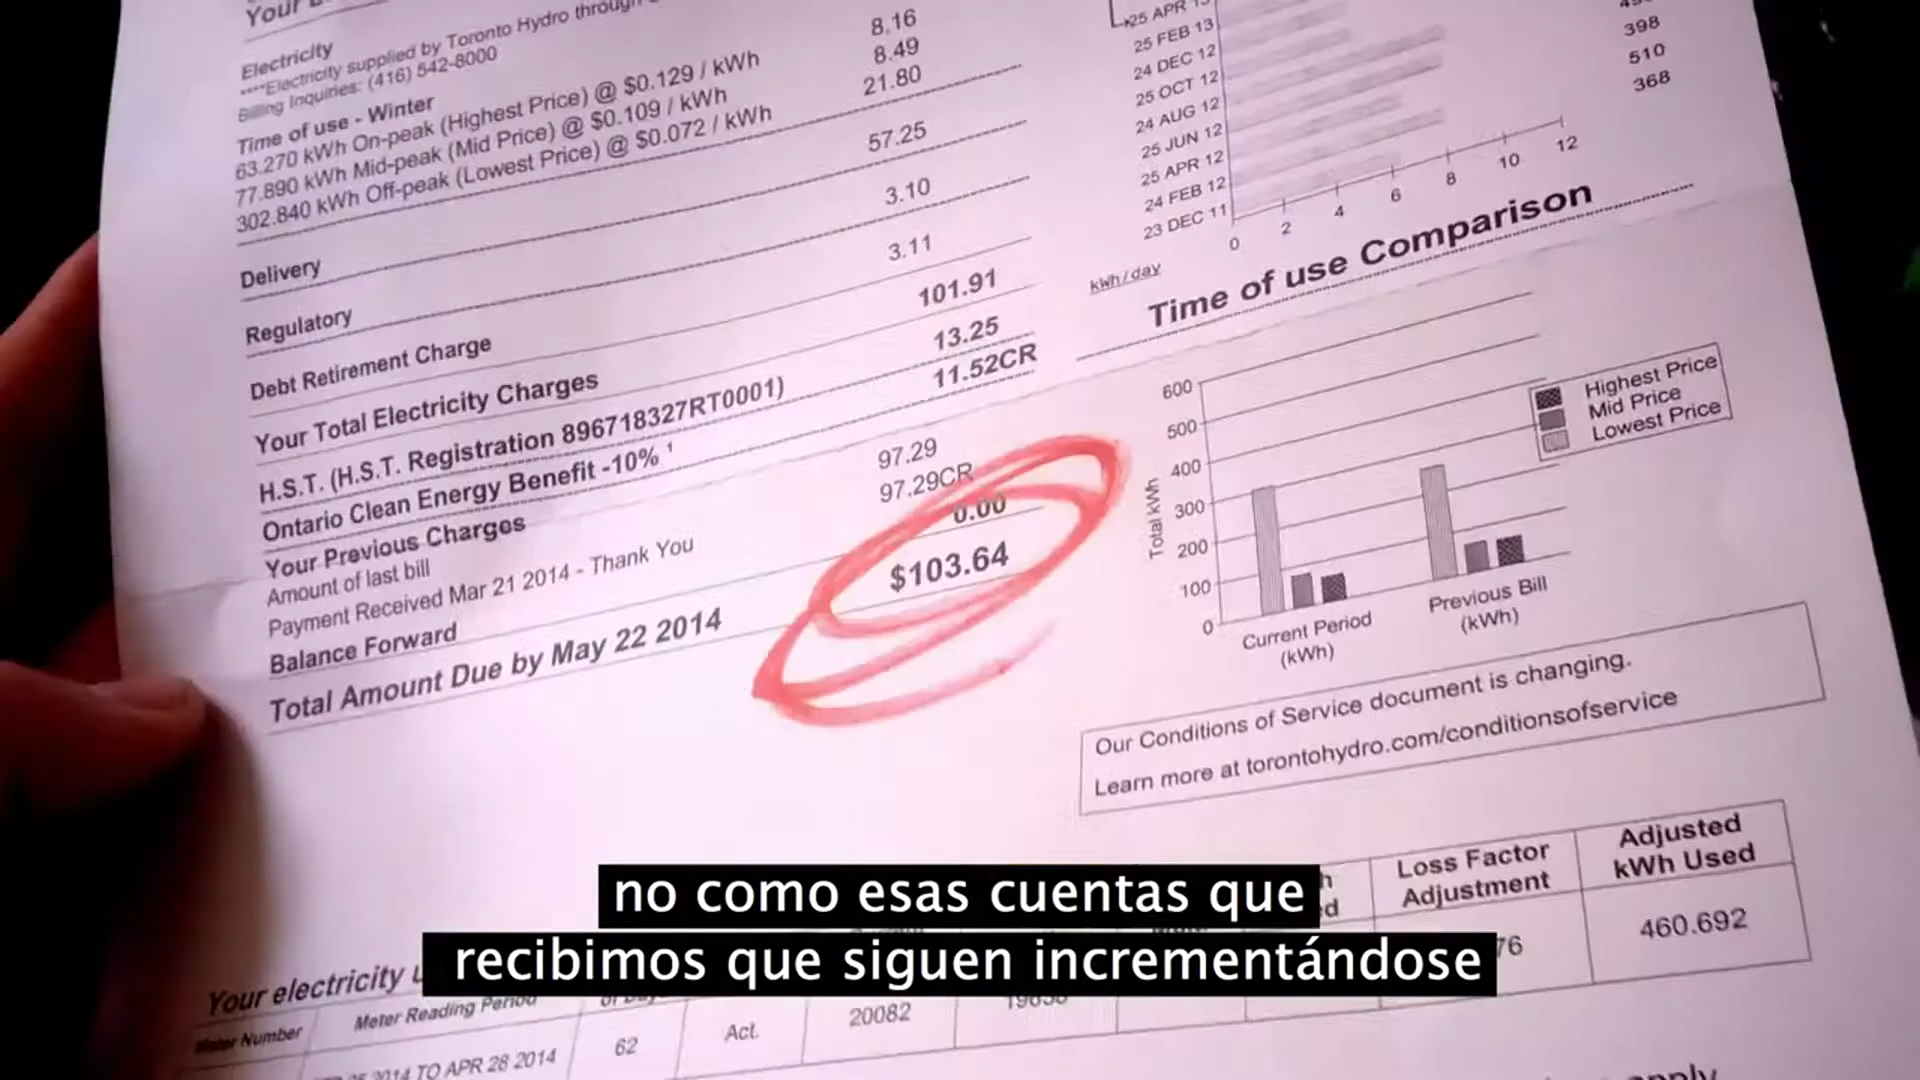 Your
Electricity
****Electricity supplied by Toronto Hydro through
Billing Inquiries: (416) 542-8000
Time of use - Winter
63.270 kWh On-peak (Highest Price) @ $0.129 / kWh 8.16
77.890 kWh Mid-peak (Mid Price) @ $0.109 / kWh 8.49
302.840 kWh Off-peak (Lowest Price) @ $0.072 / kWh 21.80
Delivery 57.25
Regulatory 3.10
Debt Retirement Charge 3.11
Your Total Electricity Charges 101.91
H.S.T. (H.S.T. Registration 896718327RT0001) 13.25
Ontario Clean Energy Benefit -10% 1 11.52CR
Your Previous Charges
Amount of last bill 97.29
Payment Received Mar 21 2014 - Thank You 97.29CR
Balance Forward 0.00
Total Amount Due by May 22 2014 $103.64
25 APR 13
25 FEB 13
24 DEC 12 398
25 OCT 12 510
24 AUG 12 368
25 JUN 12
25 APR 12
24 FEB 12
23 DEC 11
0 2 4 6 8 10 12
kWh/day
Time of use Comparison
600
500
400
300
200
100
0
Total kWh
Highest Price
Mid Price
Lowest Price
Current Period
(kWh)
Previous Bill
(kWh)
Our Conditions of Service document is changing.
Learn more at torontohydro.com/conditionsofservice
no como esas cuentas que
recibimos que siguen incrementándose
Your electricity
Meter Number
Meter Reading Period
Loss Factor
Adjustment
Adjusted
kWh Used
2014 TO APR 28 2014
62
Act.
20082
19650
76
460.692